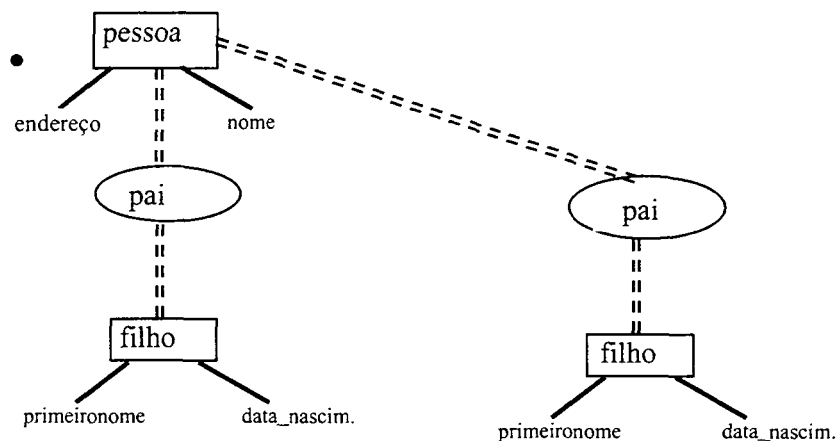 pessoa
endereço
nome
pai
pai
filho
filho
primeironome
data_nascim.
primeironome
data_nascim.